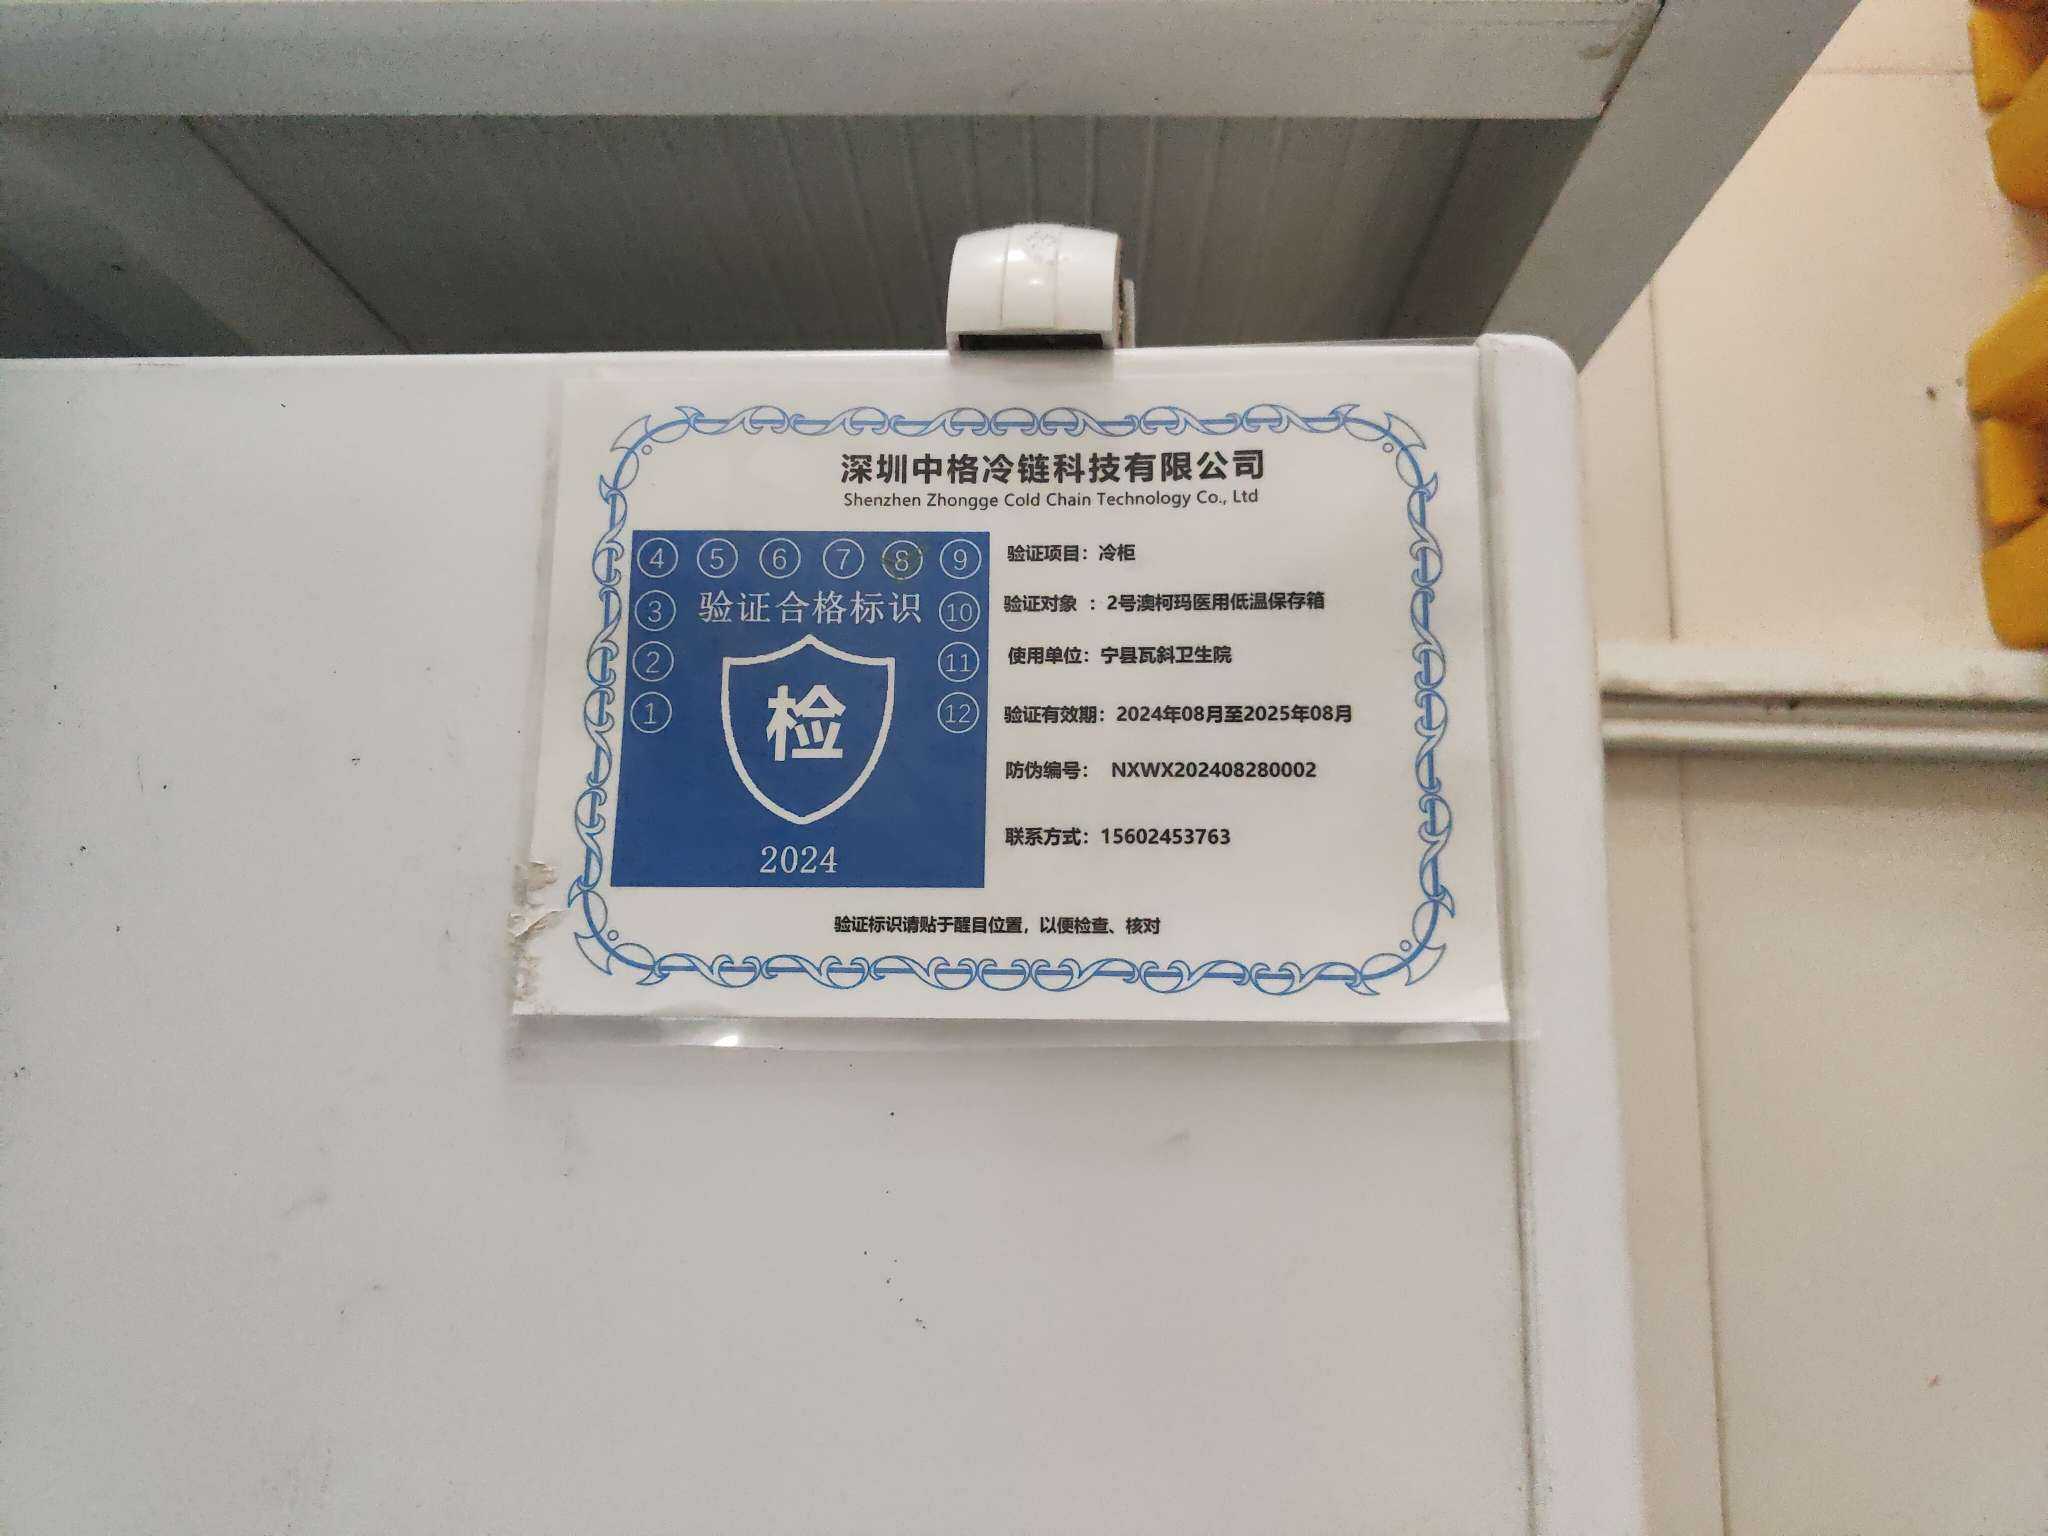 深圳中格冷链科技有限公司
Shenzhen Zhongge Cold Chain Technology Co., Ltd
4 5 6 7 8 9
3 验证合格标识 10
2 11
1 12
检
2024
验证项目：冷柜
验证对象 ：2号澳柯玛医用低温保存箱
使用单位：宁县瓦斜卫生院
验证有效期：2024年08月至2025年08月
防伪编号： NXWX202408280002
联系方式：15602453763
验证标识请贴于醒目位置，以便检查、核对